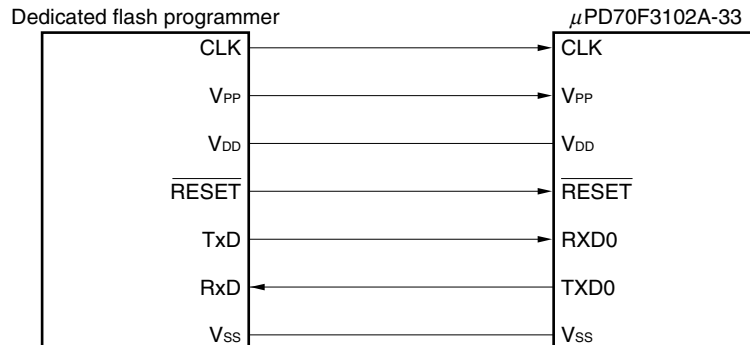 Dedicated flash programmer
μPD70F3102A-33
CLK
CLK
VPP
VPP
VDD
VDD
RESET
RESET
TxD
RXD0
RxD
TXD0
VSS
VSS